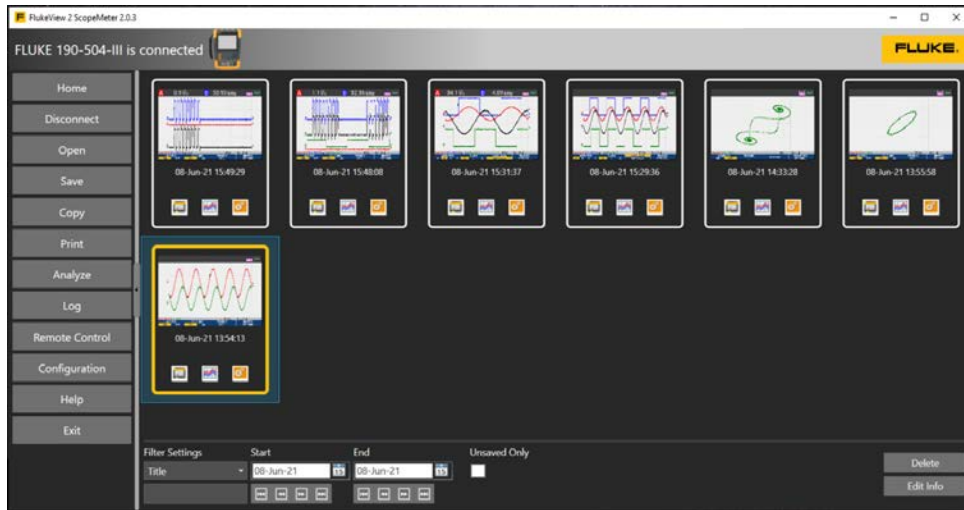 FlukeView 2 ScopeMeter 2.0.3
FLUKE 190-504-III is connected
FLUKE.
Home
Disconnect
Open
Save
Copy
Print
Analyze
Log
Remote Control
Configuration
Help
Exit
08-Jun-21 15:49:29
08-Jun-21 15:48:08
08-Jun-21 15:31:37
08-Jun-21 15:29:36
08-Jun-21 14:33:28
08-Jun-21 13:55:58
08-Jun-21 13:54:13
Filter Settings
Start
End
Unsaved Only
Title
08-Jun-21
15
08-Jun-21
15
Delete
Edit Info